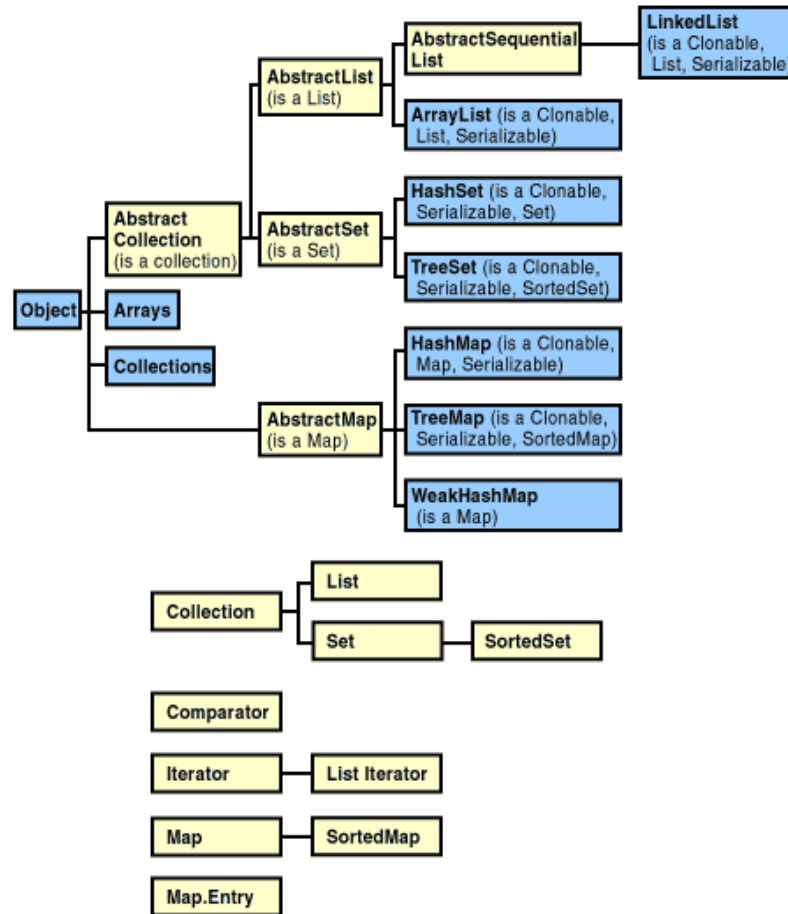 LinkedList
(is a Clonable,
List, Serializable)
AbstractSequential
List
AbstractList
(is a List)
ArrayList (is a Clonable,
List, Serializable)
Abstract
Collection
(is a collection)
AbstractSet
(is a Set)
HashSet (is a Clonable,
Serializable, Set)
TreeSet (is a Clonable,
Serializable, SortedSet)
Object
Arrays
Collections
HashMap (is a Clonable,
Map, Serializable)
AbstractMap
(is a Map)
TreeMap (is a Clonable,
Serializable, SortedMap)
WeakHashMap
(is a Map)
Collection
List
Set
SortedSet
Comparator
Iterator
List Iterator
Map
SortedMap
Map.Entry